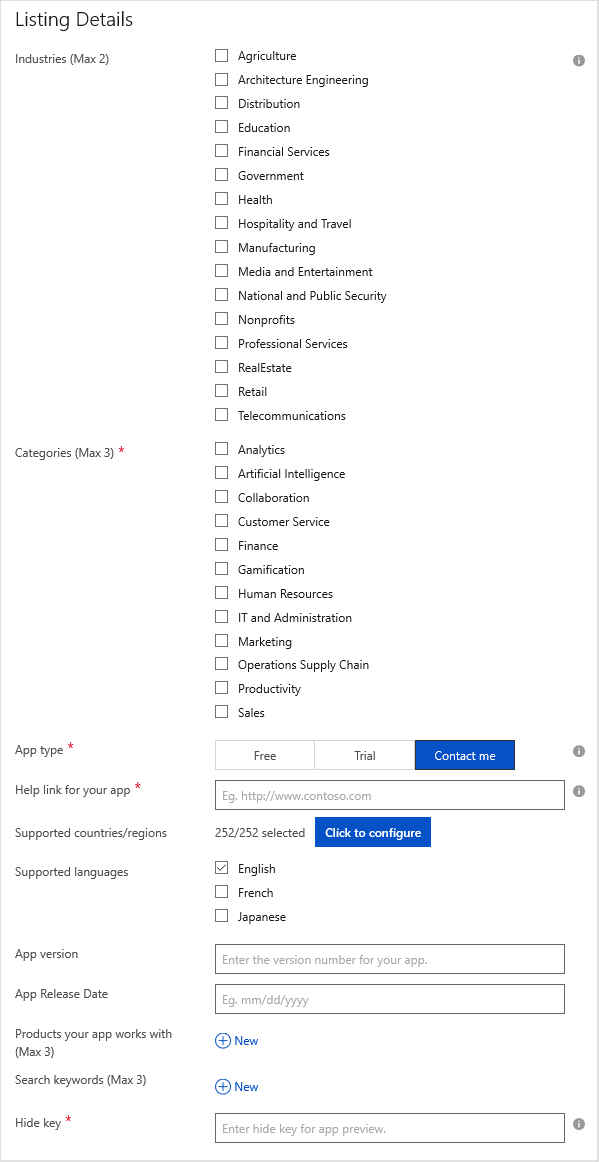 Listing Details
Industries (Max 2)
Agriculture
Architecture Engineering
Distribution
Education
Financial Services
Government
Health
Hospitality and Travel
Manufacturing
Media and Entertainment
National and Public Security
Nonprofits
Professional Services
RealEstate
Retail
Telecommunications
Categories (Max 3) *
Analytics
Artificial Intelligence
Collaboration
Customer Service
Finance
Gamification
Human Resources
IT and Administration
Marketing
Operations Supply Chain
Productivity
Sales
App type * Free Trial Contact me
Help link for your app * Eg. http://www.contoso.com
Supported countries/regions 252/252 selected Click to configure
Supported languages English
French
Japanese
App version Enter the version number for your app.
App Release Date Eg. mm/dd/yyyy
Products your app works with
(Max 3)
New
Search keywords (Max 3) New
Hide key * Enter hide key for app preview.